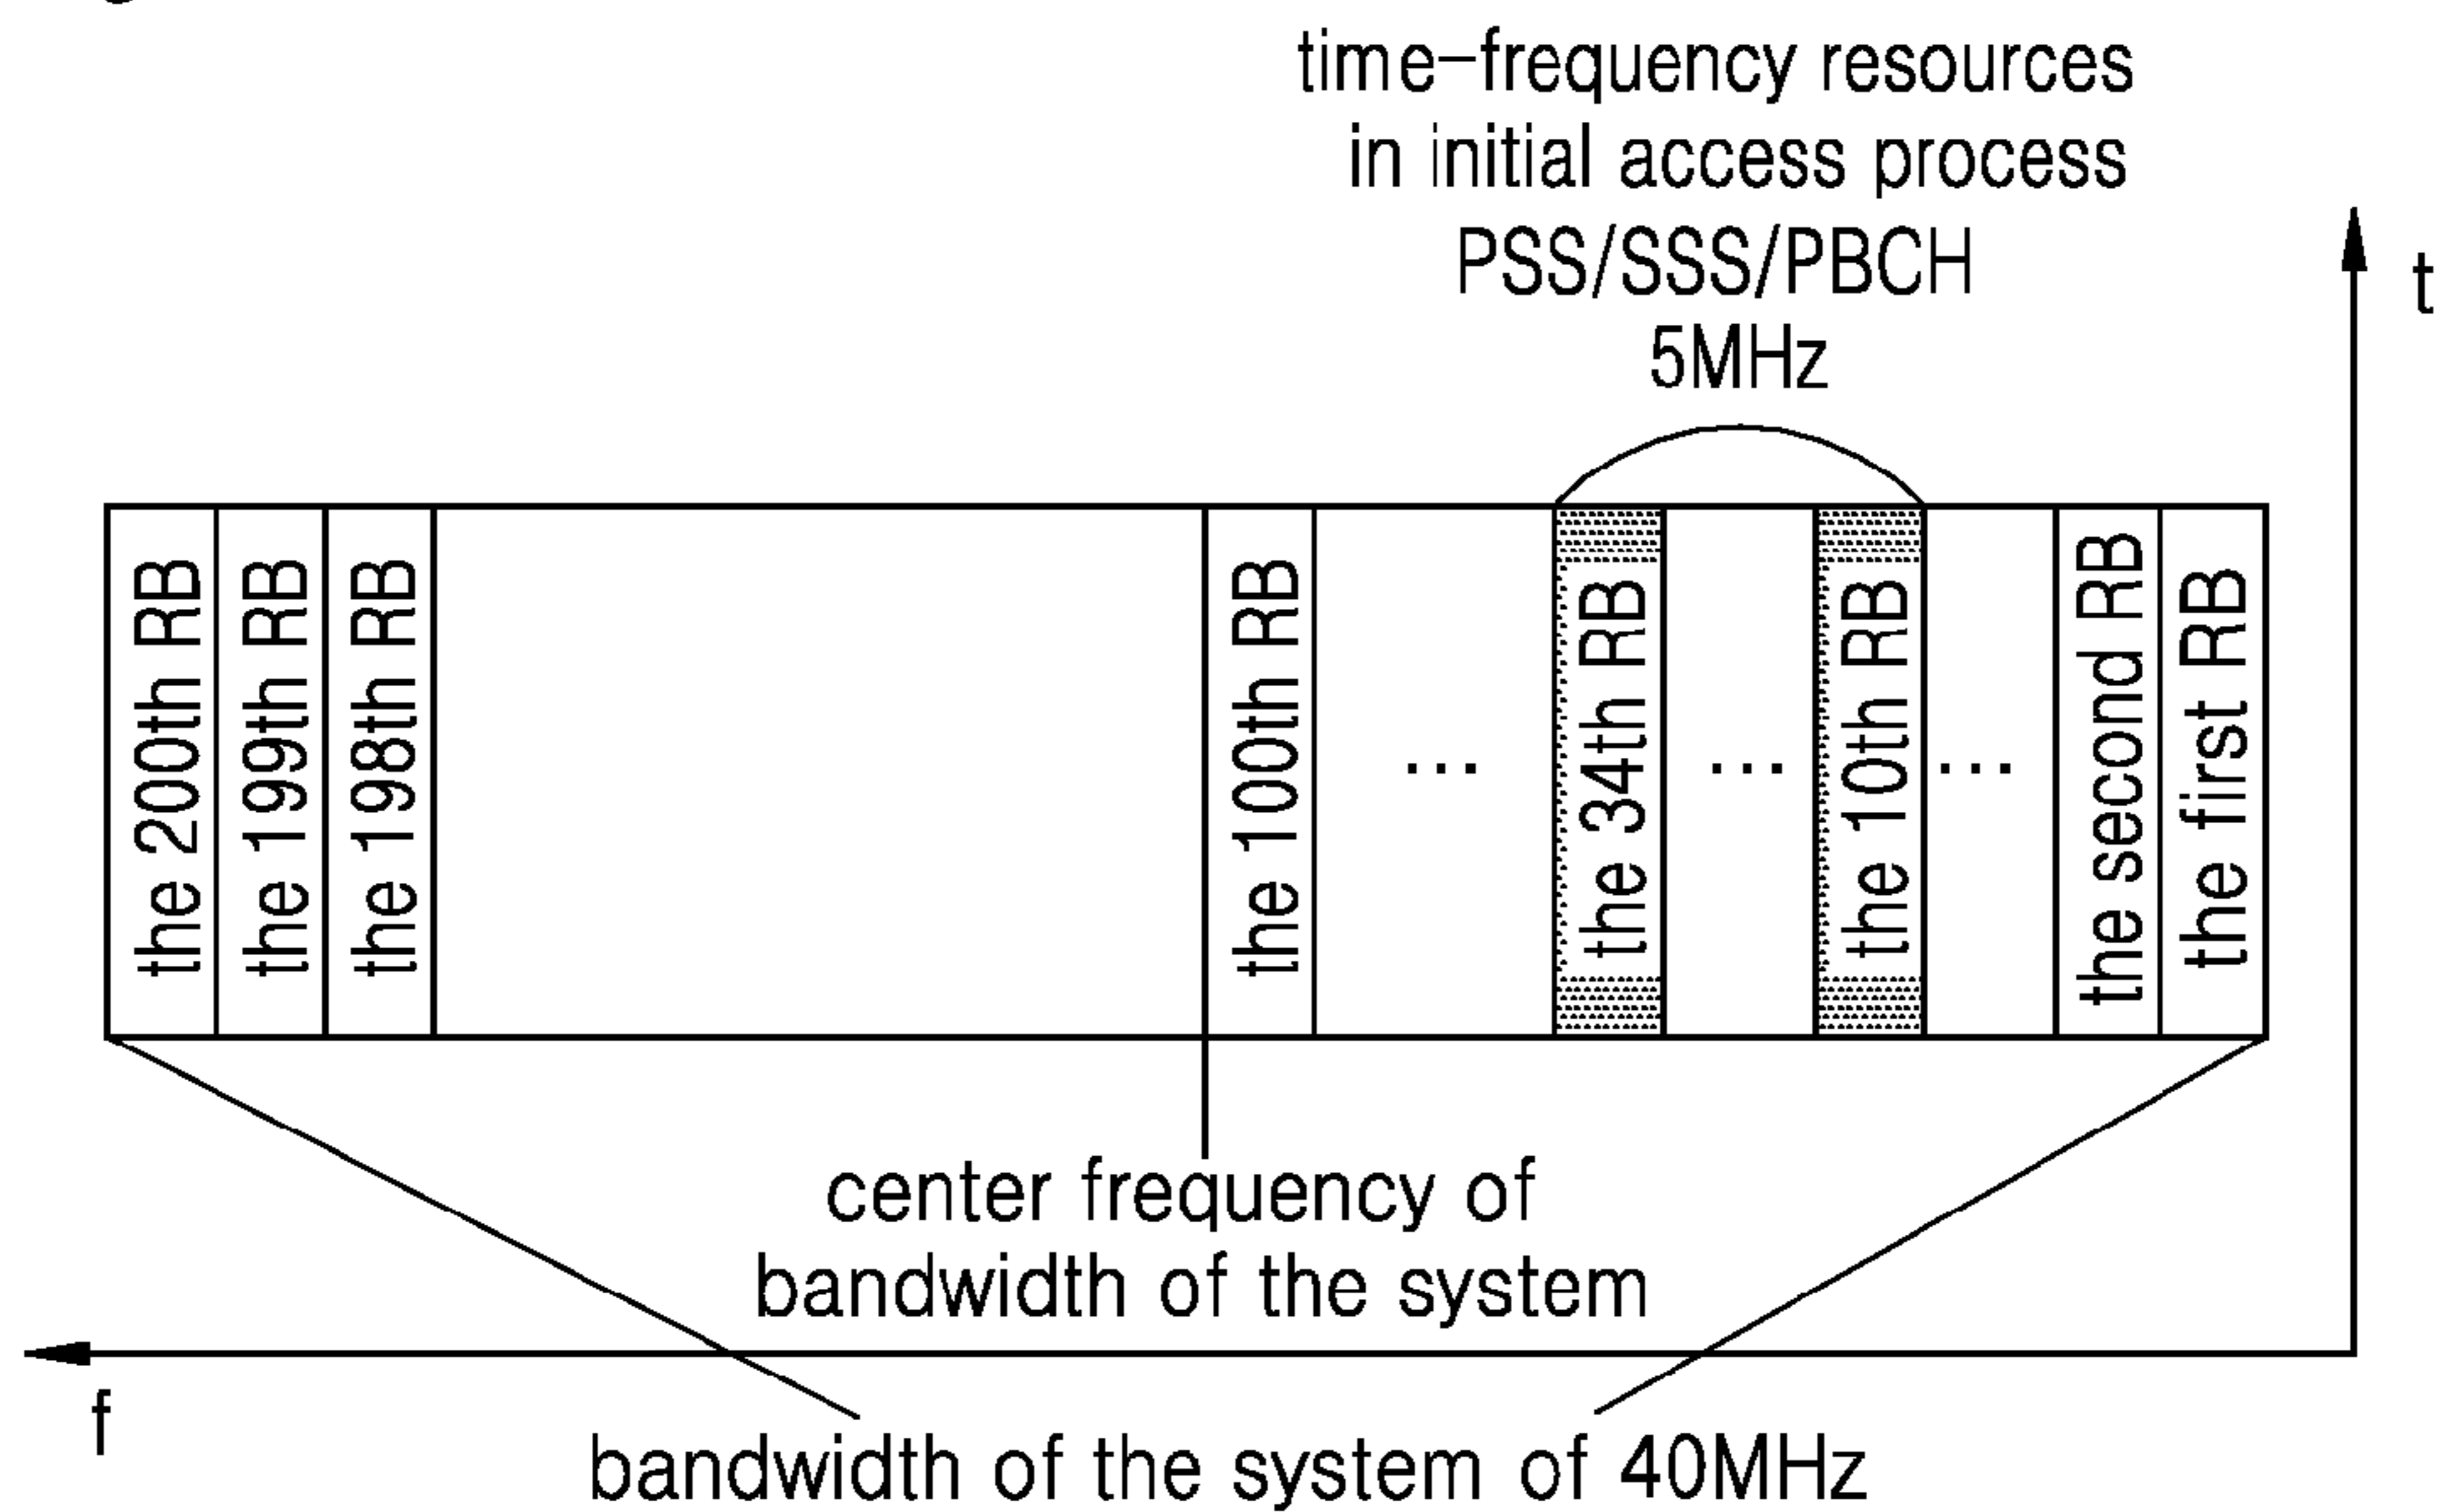 time-frequency resources
in initial access process
PSS/SSS/PBCH
5MHz
t
the 200th RB
the 199th RB
the 198th RB
the 100th RB
...
the 34th RB
...
the 10th RB
...
the second RB
the first RB
center frequency of
bandwidth of the system
f
bandwidth of the system of 40MHz